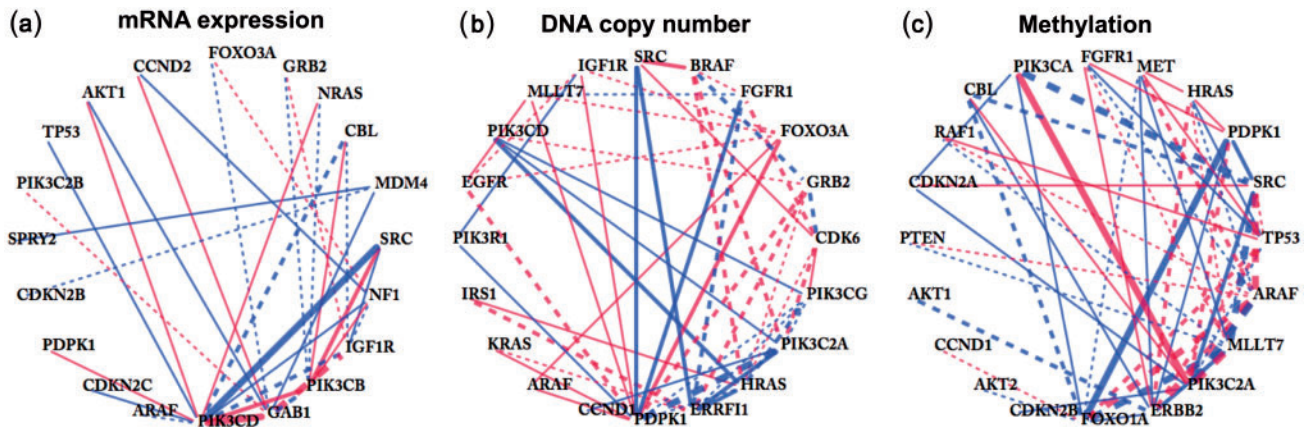 (a) mRNA expression
FOXO3A
CCND2
GRB2
AKT1
NRAS
TP53
CBL
PIK3C2B
MDM4
SPRY2
SRC
CDKN2B
NF1
PDPK1
IGF1R
CDKN2C
PIK3CB
ARAF
GAB1
PIK3CD
(b) DNA copy number
SRC
IGF1R
BRAF
MLLT7
FGFR1
PIK3CD
FOXO3A
EGFR
GRB2
PIK3R1
CDK6
IRS1
PIK3CG
KRAS
PIK3C2A
ARAF
HRAS
CCND1
ERRFI1
PDPK1
(c) Methylation
FGFR1
PIK3CA
MET
CBL
HRAS
RAF1
PDPK1
CDKN2A
SRC
PTEN
TP53
AKT1
ARAF
CCND1
MLLT7
AKT2
PIK3C2A
CDKN2B
ERBB2
FOXO1A